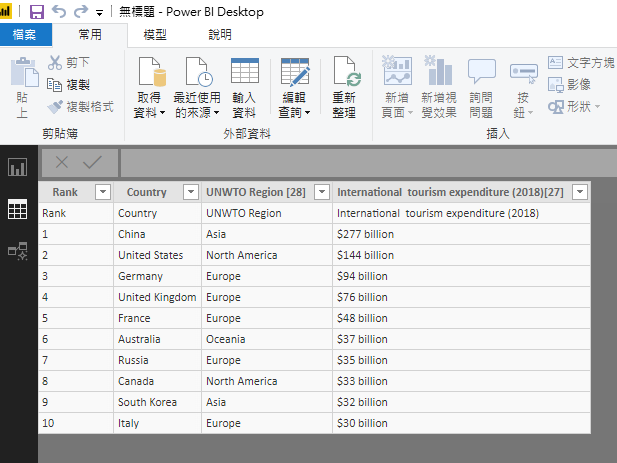 無標題 - Power BI Desktop
檔案 常用 模型 說明
貼上 剪下 複製 複製格式
取得資料 最近使用的來源 輸入資料 編輯查詢 重新整理
新增頁面 新增視覺效果 詢問問題 按鈕 文字方塊 影像 形狀
剪貼簿 外部資料 插入
Rank Country UNWTO Region [28] International tourism expenditure (2018)[27]
Rank Country UNWTO Region International tourism expenditure (2018)
1 China Asia $277 billion
2 United States North America $144 billion
3 Germany Europe $94 billion
4 United Kingdom Europe $76 billion
5 France Europe $48 billion
6 Australia Oceania $37 billion
7 Russia Europe $35 billion
8 Canada North America $33 billion
9 South Korea Asia $32 billion
10 Italy Europe $30 billion